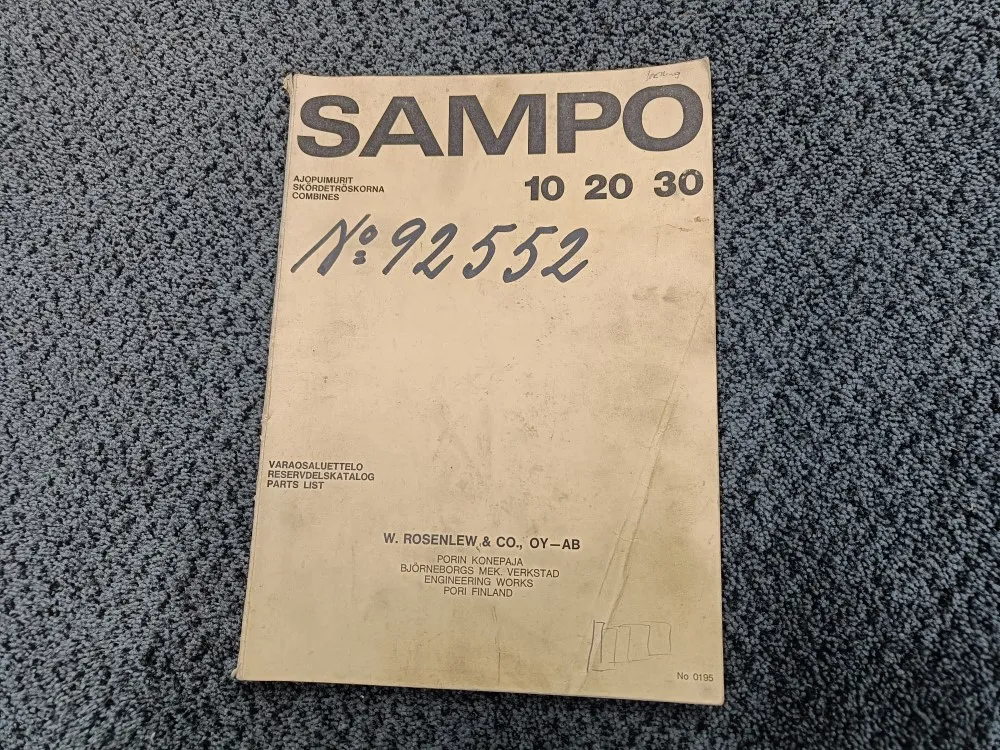 SAMPO
AJOPUIMURIT
SKÖRDETRÖSKORNA
COMBINES
10 20 30
No: 92552
VARAOSALUETTELO
RESERVDELSKATALOG
PARTS LIST
W. ROSENLEW & CO., OY—AB
PORIN KONEPAJA
BJÖRNEBORGS MEK. VERKSTAD
ENGINEERING WORKS
PORI FINLAND
No 0195